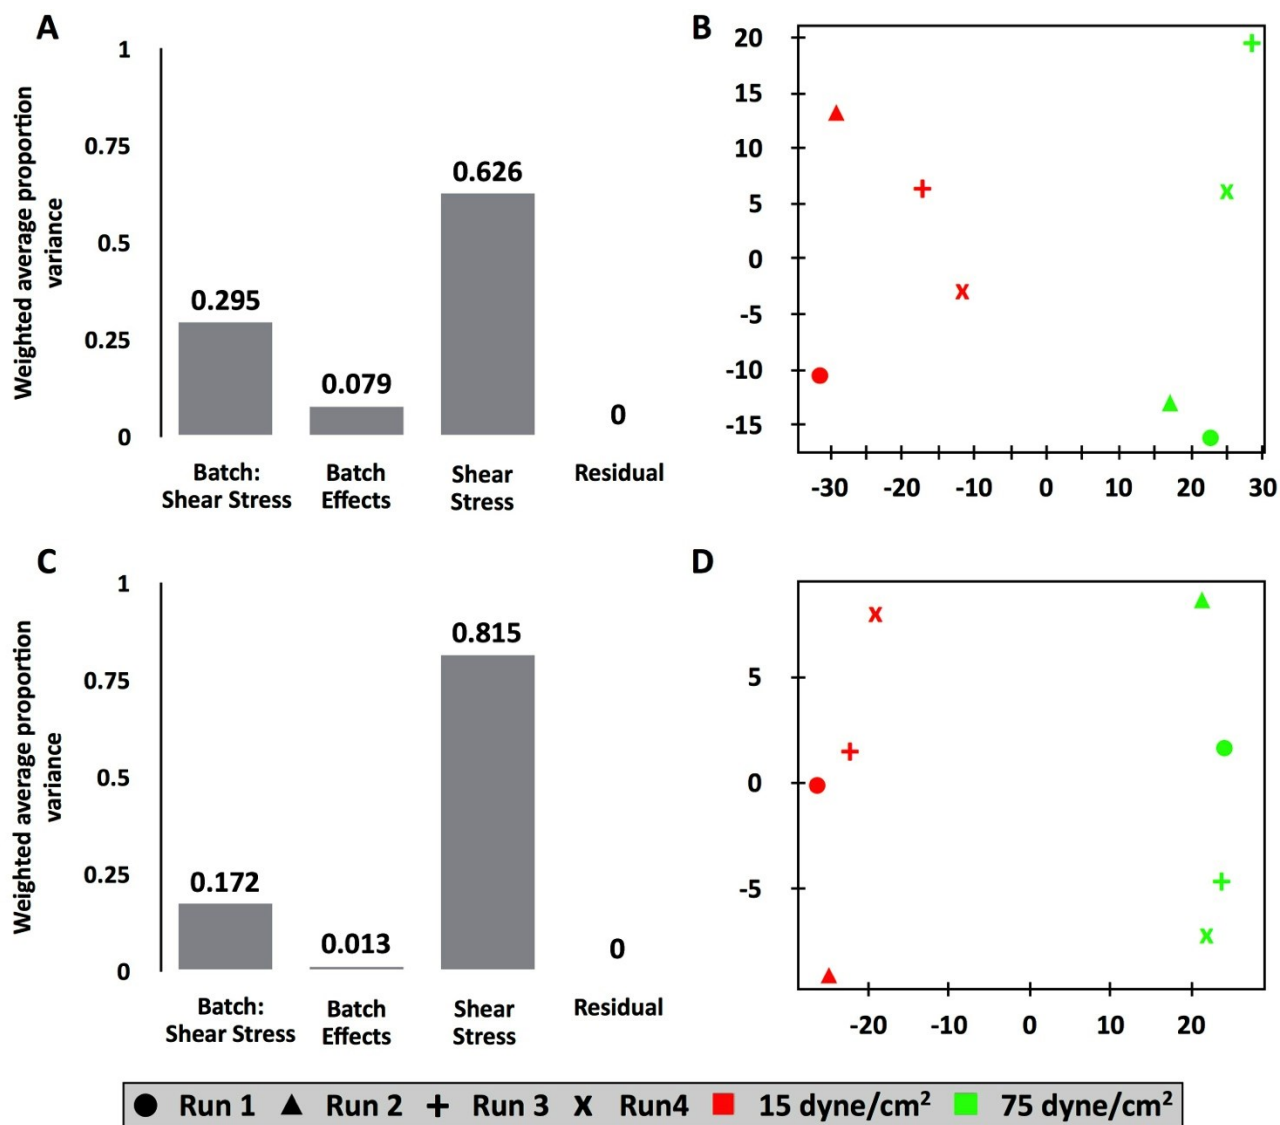 A
Weighted average proportion
variance
1
0.75
0.5
0.25
0
0.295
0.079
0.626
0
Batch:
Shear Stress
Batch
Effects
Shear
Stress
Residual
B
20
15
10
5
0
-5
-10
-15
-30 -20 -10 0 10 20 30
C
Weighted average proportion
variance
1
0.75
0.5
0.25
0
0.172
0.013
0.815
0
Batch:
Shear Stress
Batch
Effects
Shear
Stress
Residual
D
5
0
-5
-20 -10 0 10 20
Run 1 Run 2 Run 3 Run4 15 dyne/cm² 75 dyne/cm²